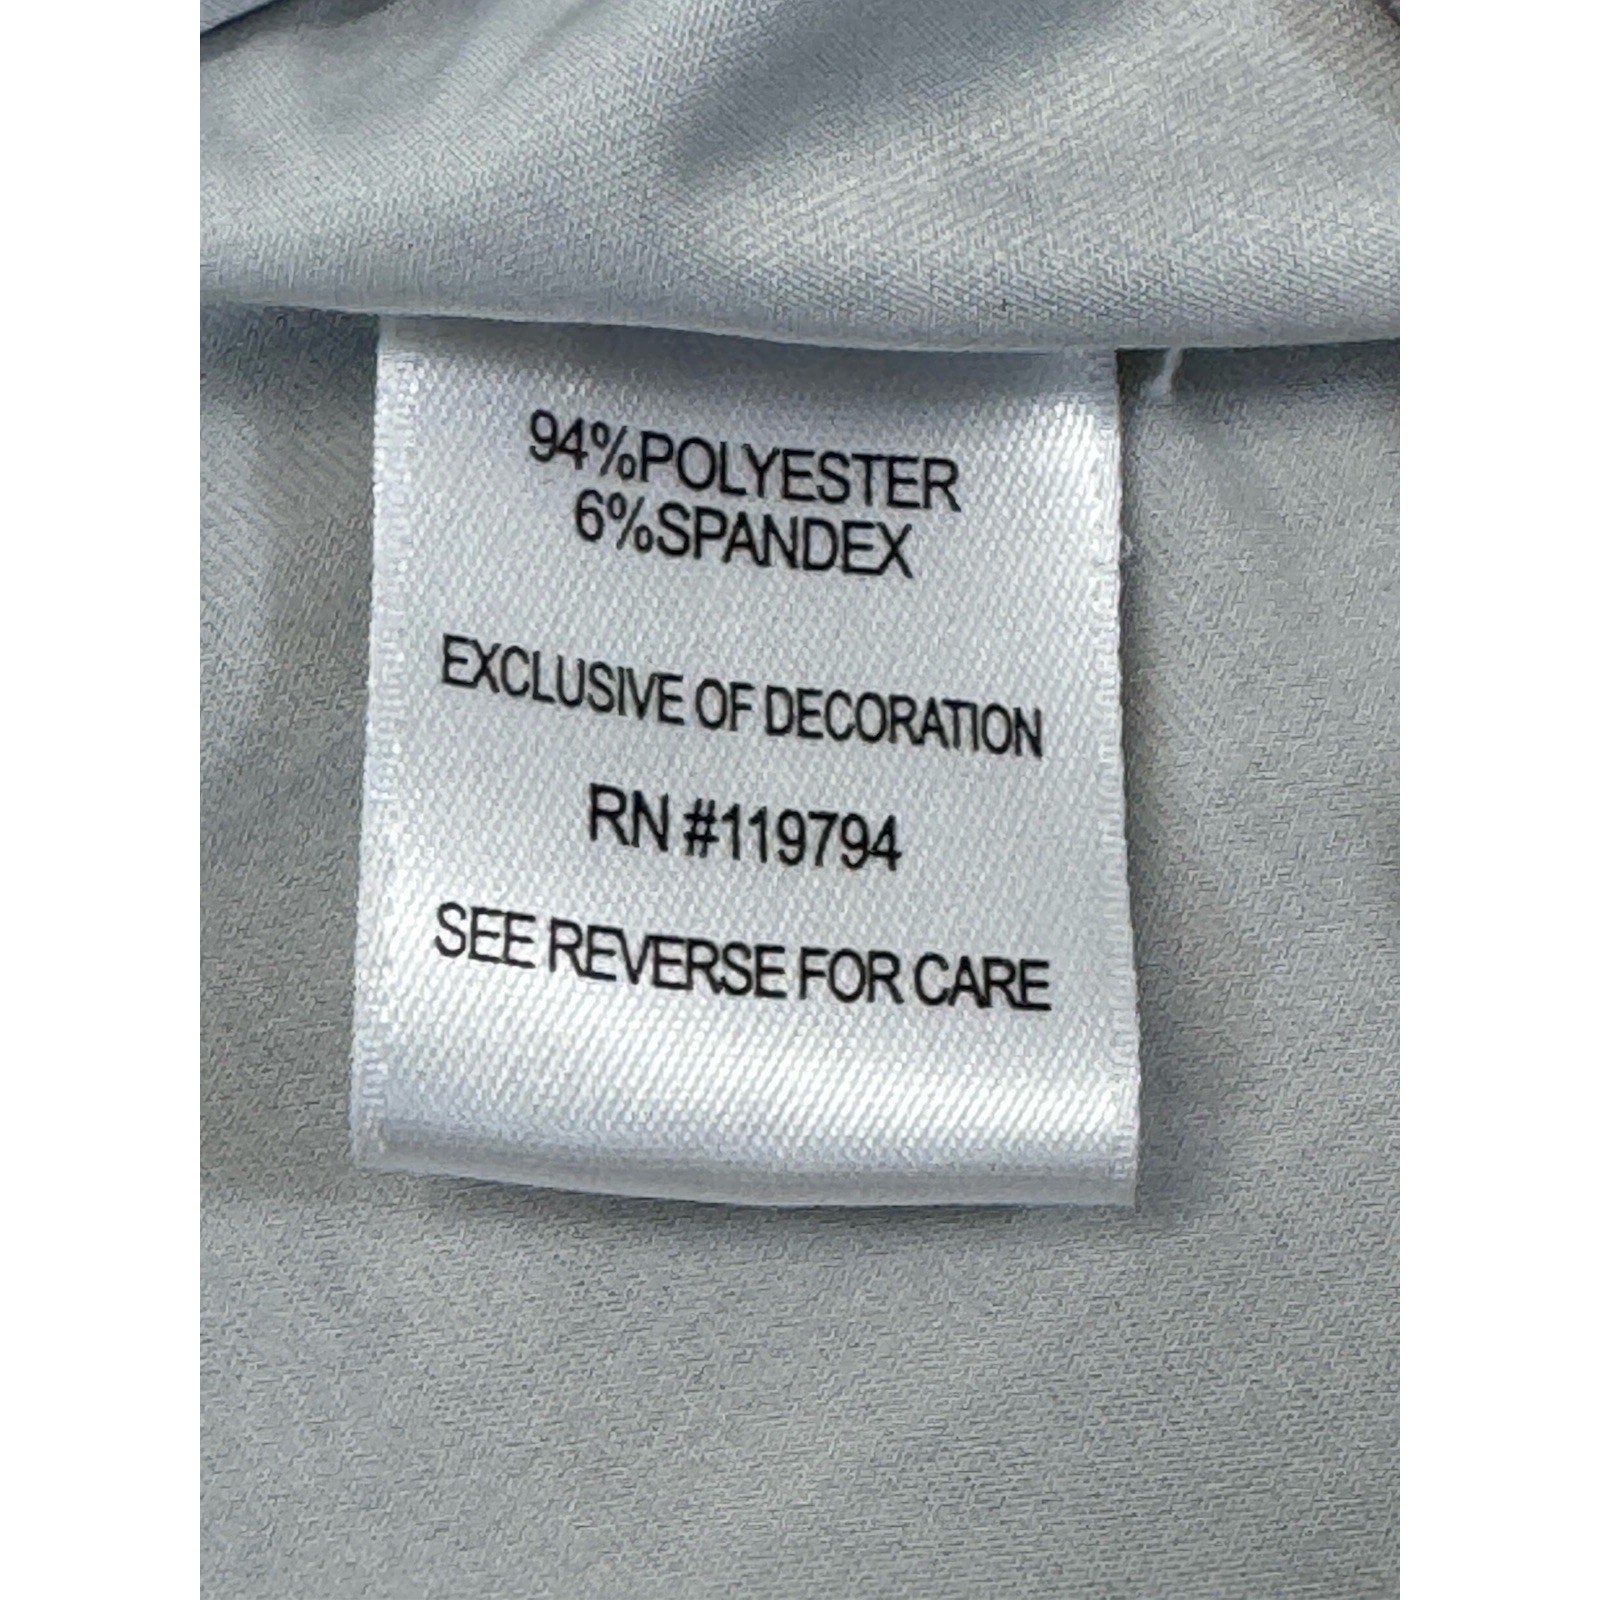 94%POLYESTER
6%SPANDEX
EXCLUSIVE OF DECORATION
RN #119794
SEE REVERSE FOR CARE